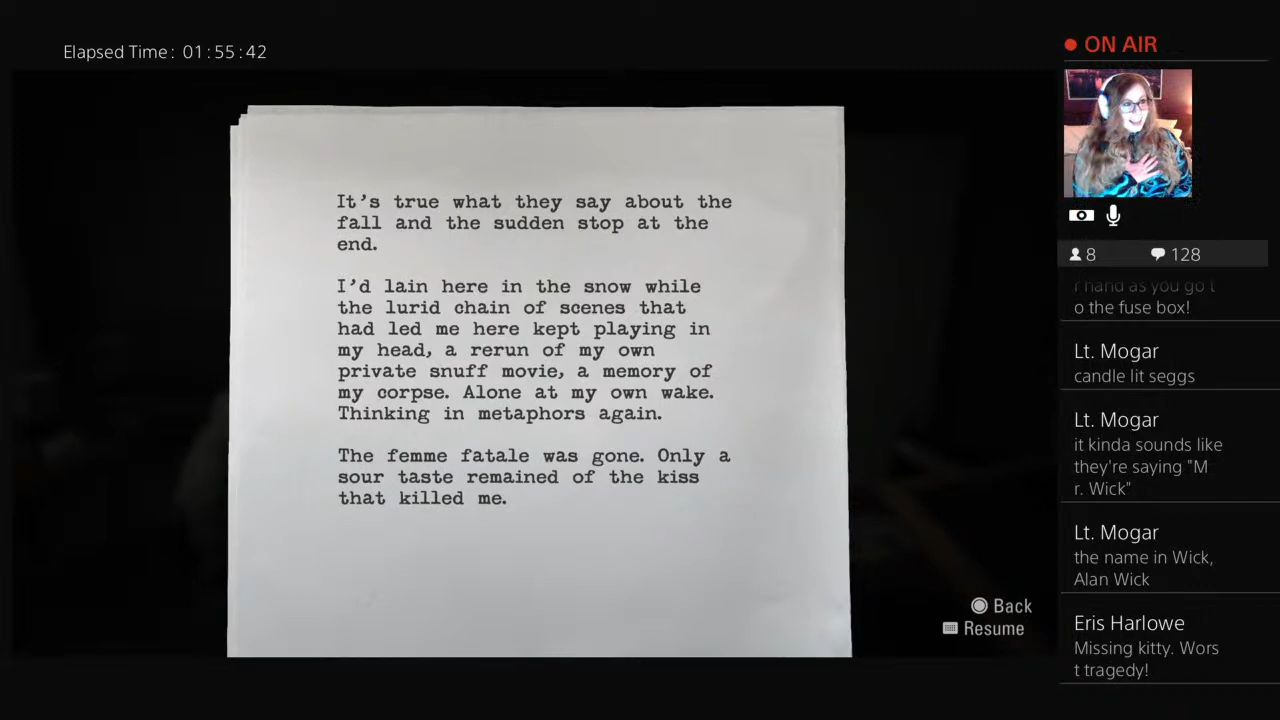 Elapsed Time: 01:55:42
ON AIR
8 128
o the fuse box!
Lt. Mogar
candle lit seggs
Lt. Mogar
it kinda sounds like
they're saying "M
r. Wick"
Lt. Mogar
the name in Wick,
Alan Wick
Eris Harlowe
Missing kitty. Wors
t tragedy!
It's true what they say about the
fall and the sudden stop at the
end.
I'd lain here in the snow while
the lurid chain of scenes that
had led me here kept playing in
my head, a rerun of my own
private snuff movie, a memory of
my corpse. Alone at my own wake.
Thinking in metaphors again.
The femme fatale was gone. Only a
sour taste remained of the kiss
that killed me.
Back
Resume